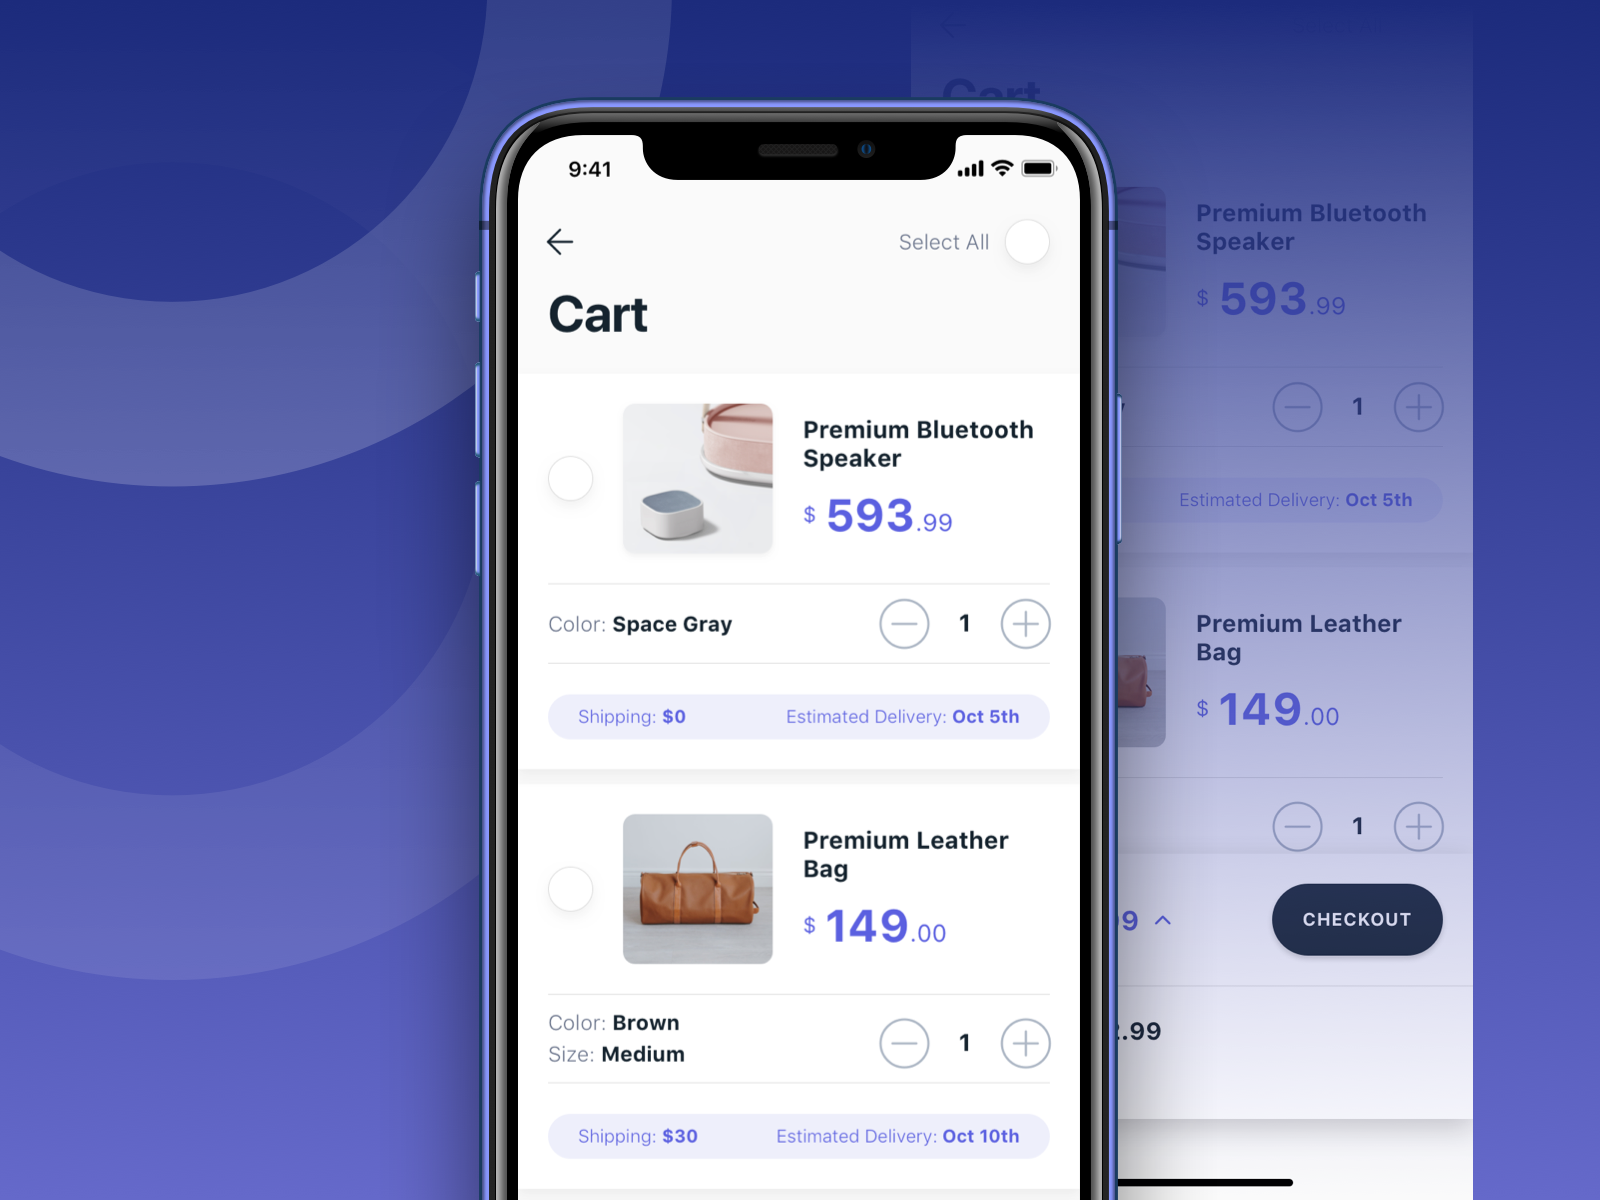 9:41
Select All
Cart
Premium Bluetooth
Speaker
$ 593.99
Color: Space Gray
1
Shipping: $0
Estimated Delivery: Oct 5th
Premium Leather
Bag
$ 149.00
Color: Brown
Size: Medium
1
Shipping: $30
Estimated Delivery: Oct 10th
Cart
Premium Bluetooth
Speaker
$ 593.99
1
Estimated Delivery: Oct 5th
Premium Leather
Bag
$ 149.00
1
CHECKOUT
.99